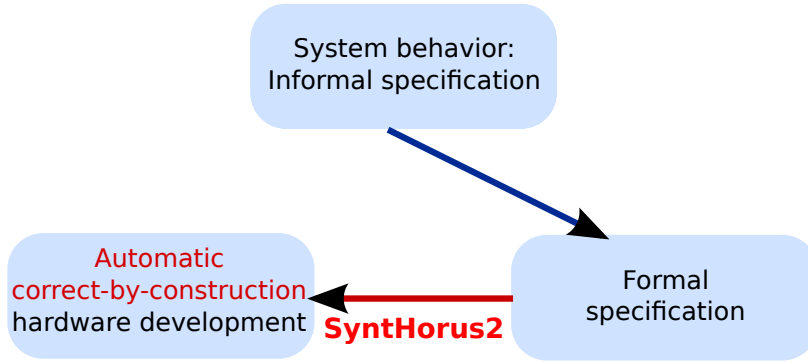 System behavior:
Informal specification
Automatic
correct-by-construction
hardware development
SyntHorus2
Formal
specification